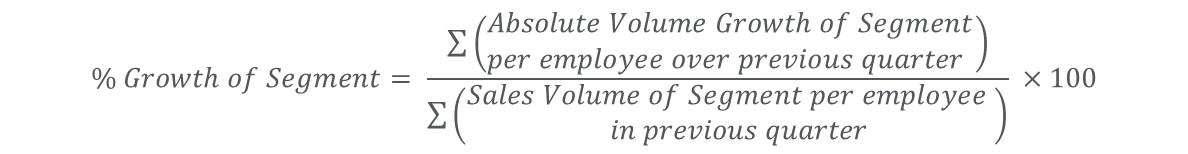 % Growth of Segment = ∑ (Absolute Volume Growth of Segment
per employee over previous quarter)
∑ (Sales Volume of Segment per employee
in previous quarter) × 100